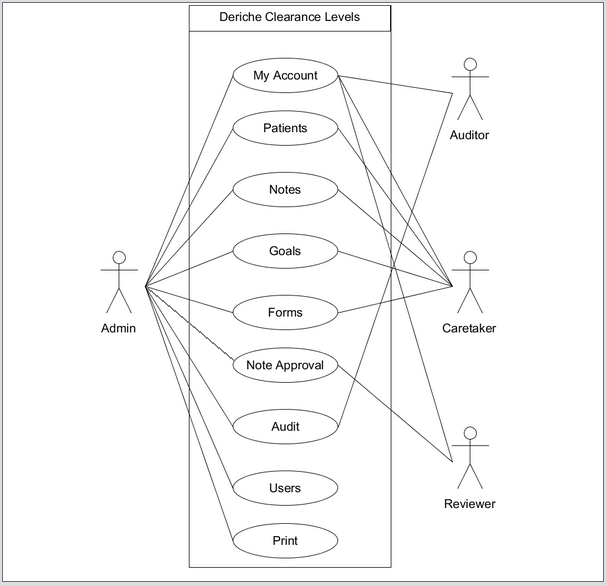 Deriche Clearance Levels
My Account
Patients
Auditor
Notes
Goals
Forms
Admin
Caretaker
Note Approval
Audit
Users
Reviewer
Print